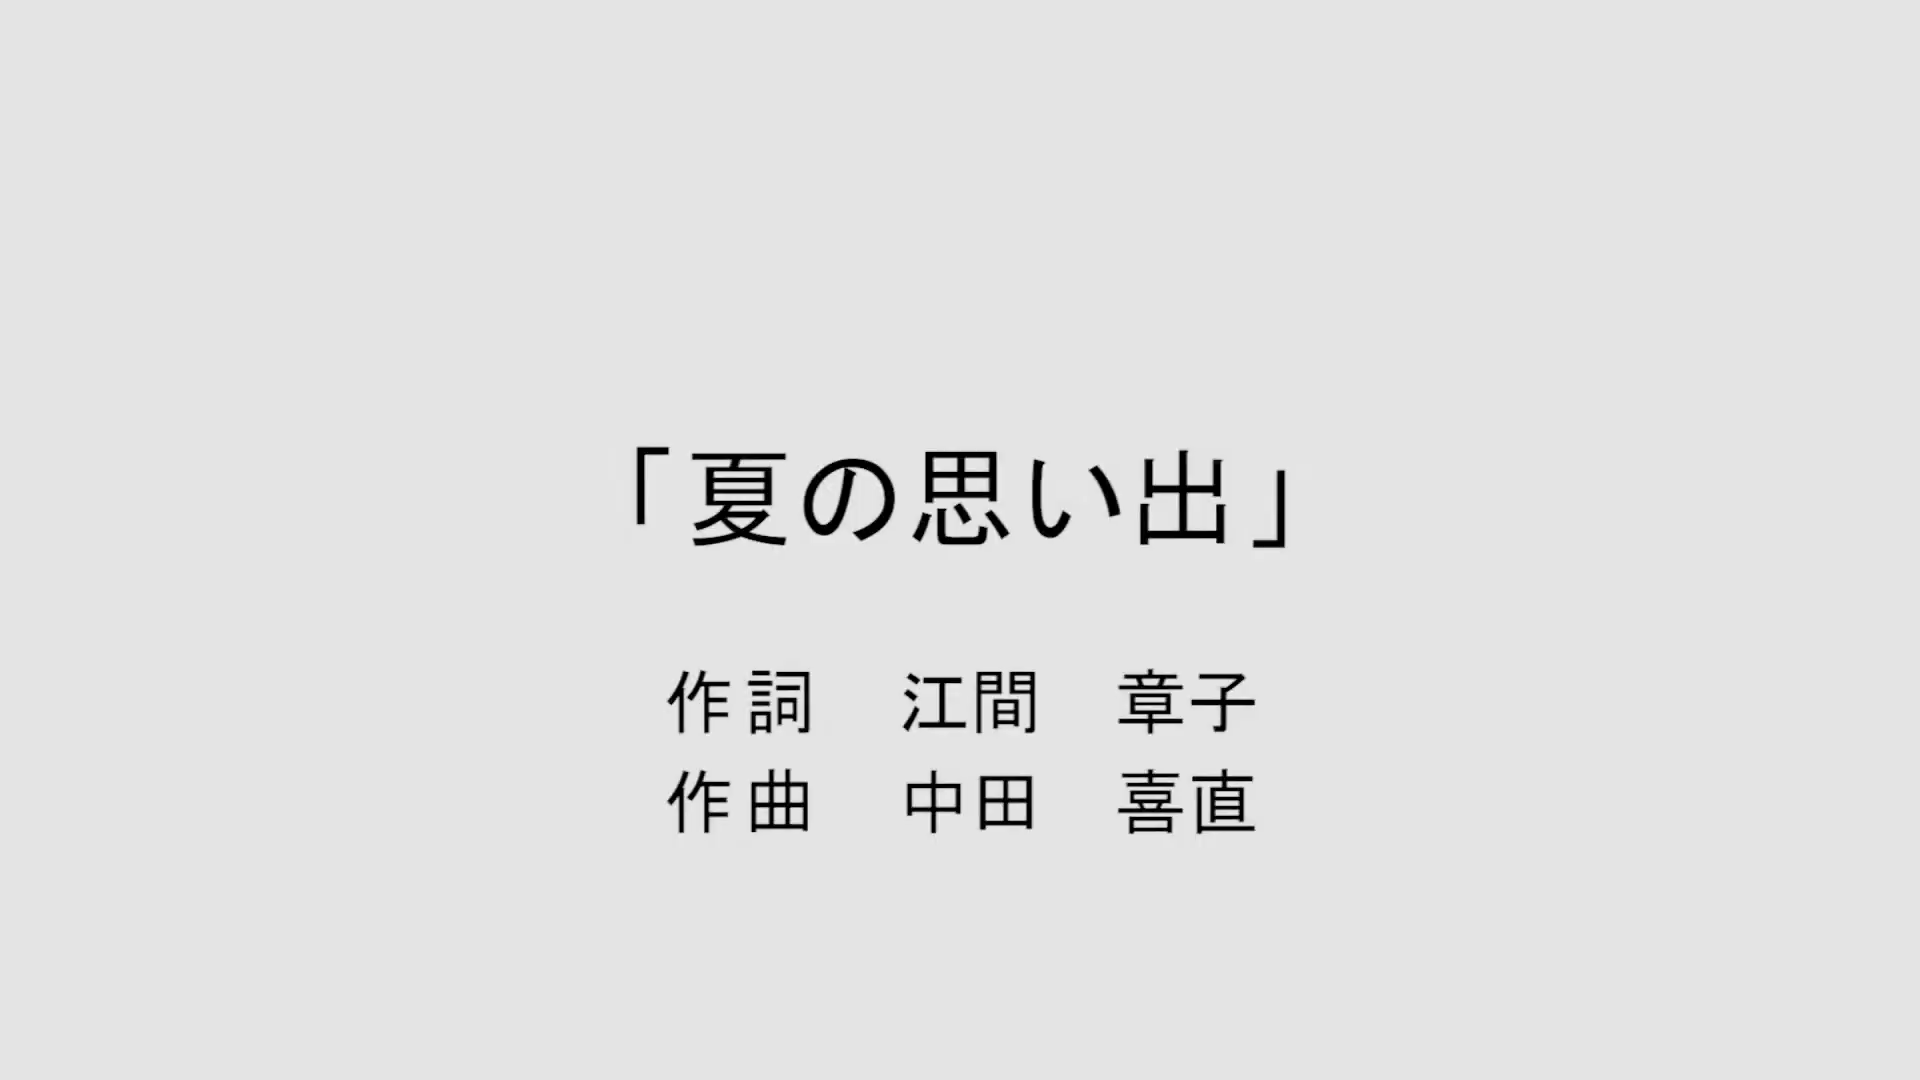 「夏の思い出」
作詞　江間　章子
作曲　中田　喜直